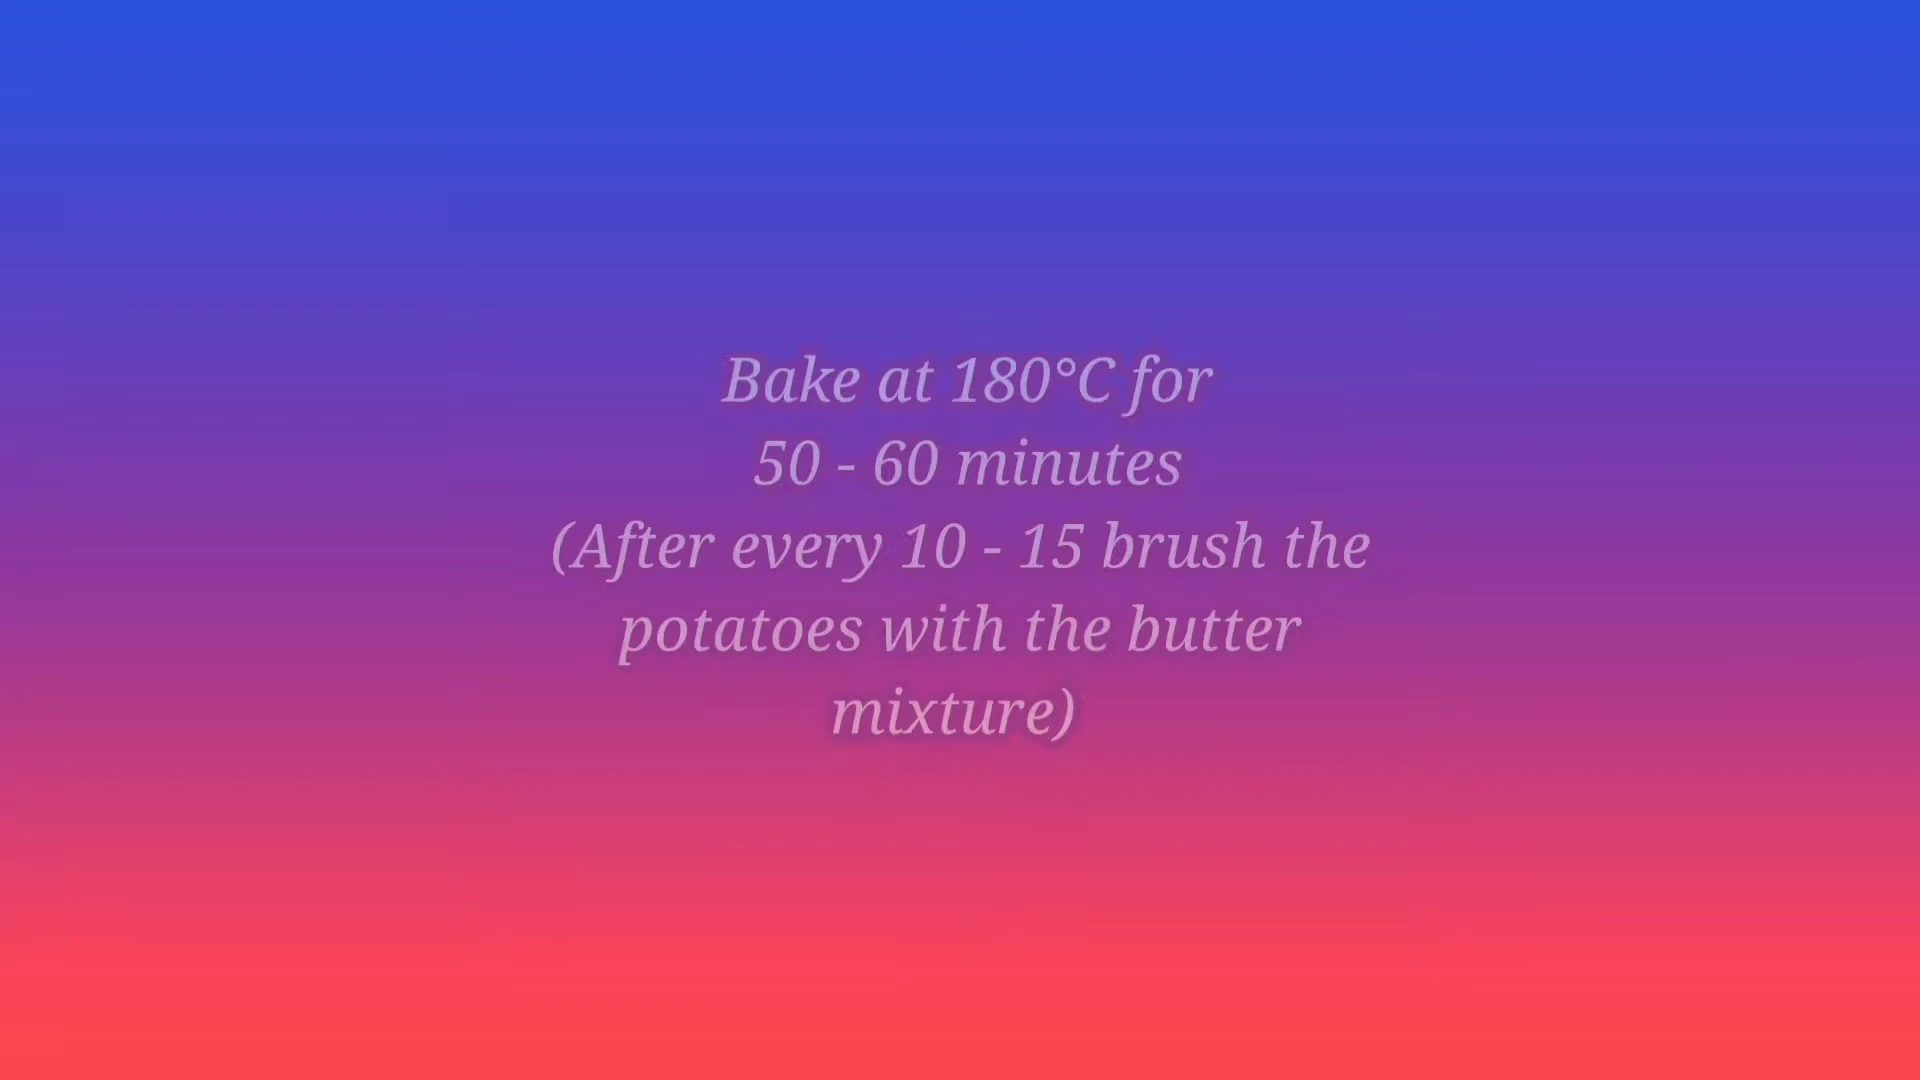 Bake at 180°C for
50 - 60 minutes
(After every 10 - 15 brush the
potatoes with the butter
mixture)